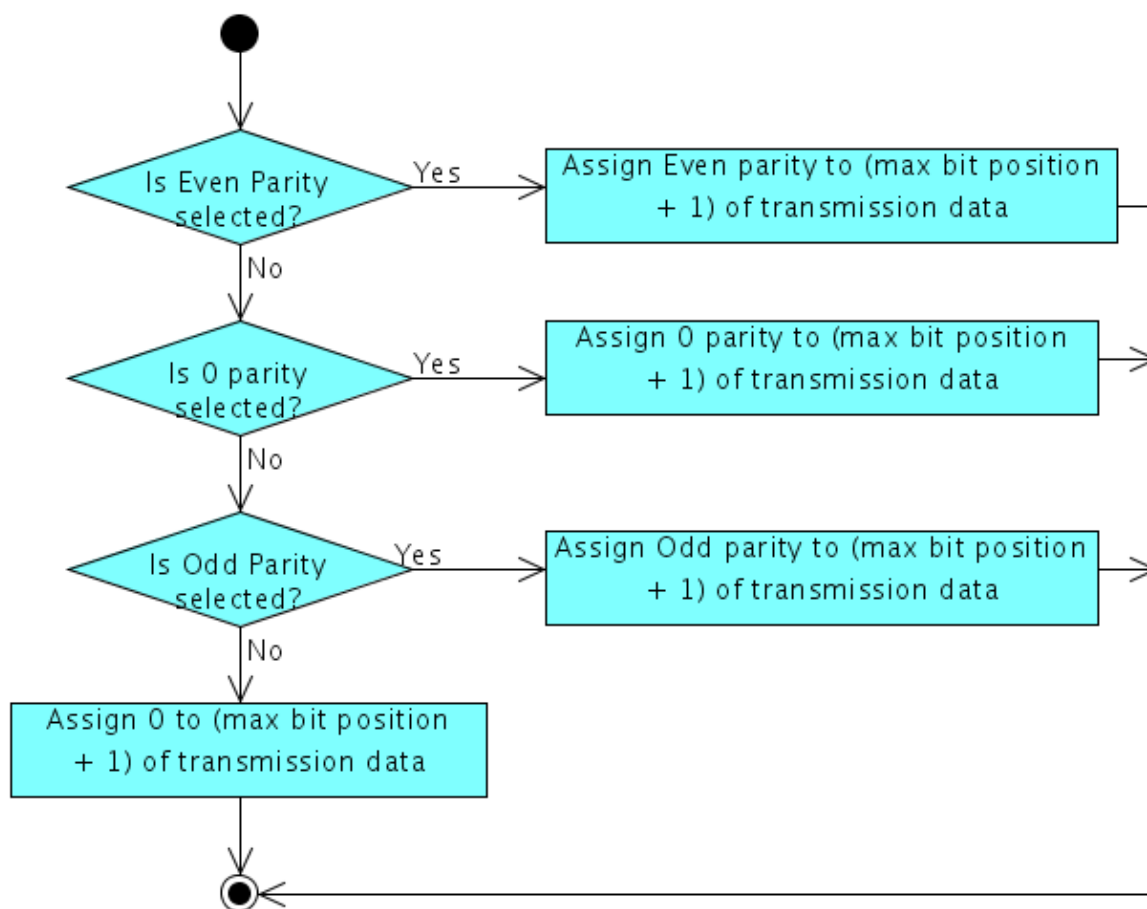 Is Even Parity
selected?
Yes
Assign Even parity to (max bit position
+ 1) of transmission data
No
Is 0 parity
selected?
Yes
Assign 0 parity to (max bit position
+ 1) of transmission data
No
Is Odd Parity
selected?
Yes
Assign Odd parity to (max bit position
+ 1) of transmission data
No
Assign 0 to (max bit position
+ 1) of transmission data